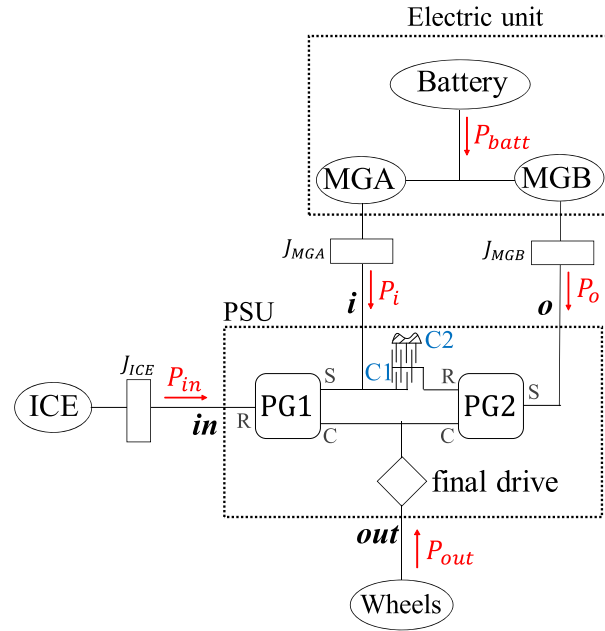 Electric unit
Battery
P_batt
MGA
MGB
J_MGA
J_MGB
P_i
P_o
i
o
PSU
C2
C1
J_ICE
P_in
S
R
ICE
PG1
PG2
S
in
R
C
C
final drive
out
P_out
Wheels